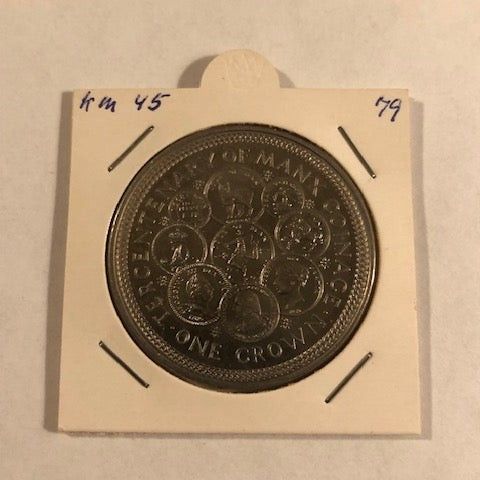 KM 45
79
TERCENTENARY OF MANX COINAGE
· ONE CROWN ·